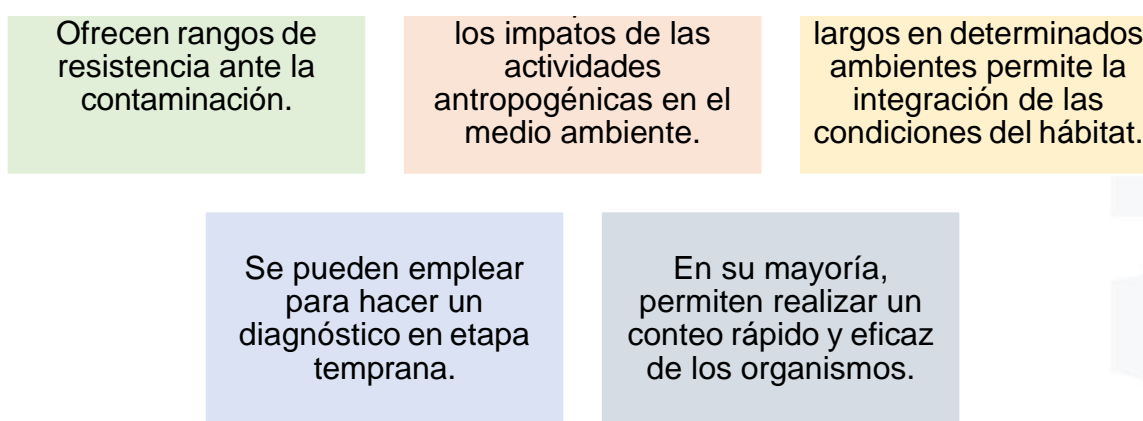 Ofrecen rangos de
resistencia ante la
contaminación.
los impatos de las
actividades
antropogénicas en el
medio ambiente.
largos en determinados
ambientes permite la
integración de las
condiciones del hábitat.
Se pueden emplear
para hacer un
diagnóstico en etapa
temprana.
En su mayoría,
permiten realizar un
conteo rápido y eficaz
de los organismos.